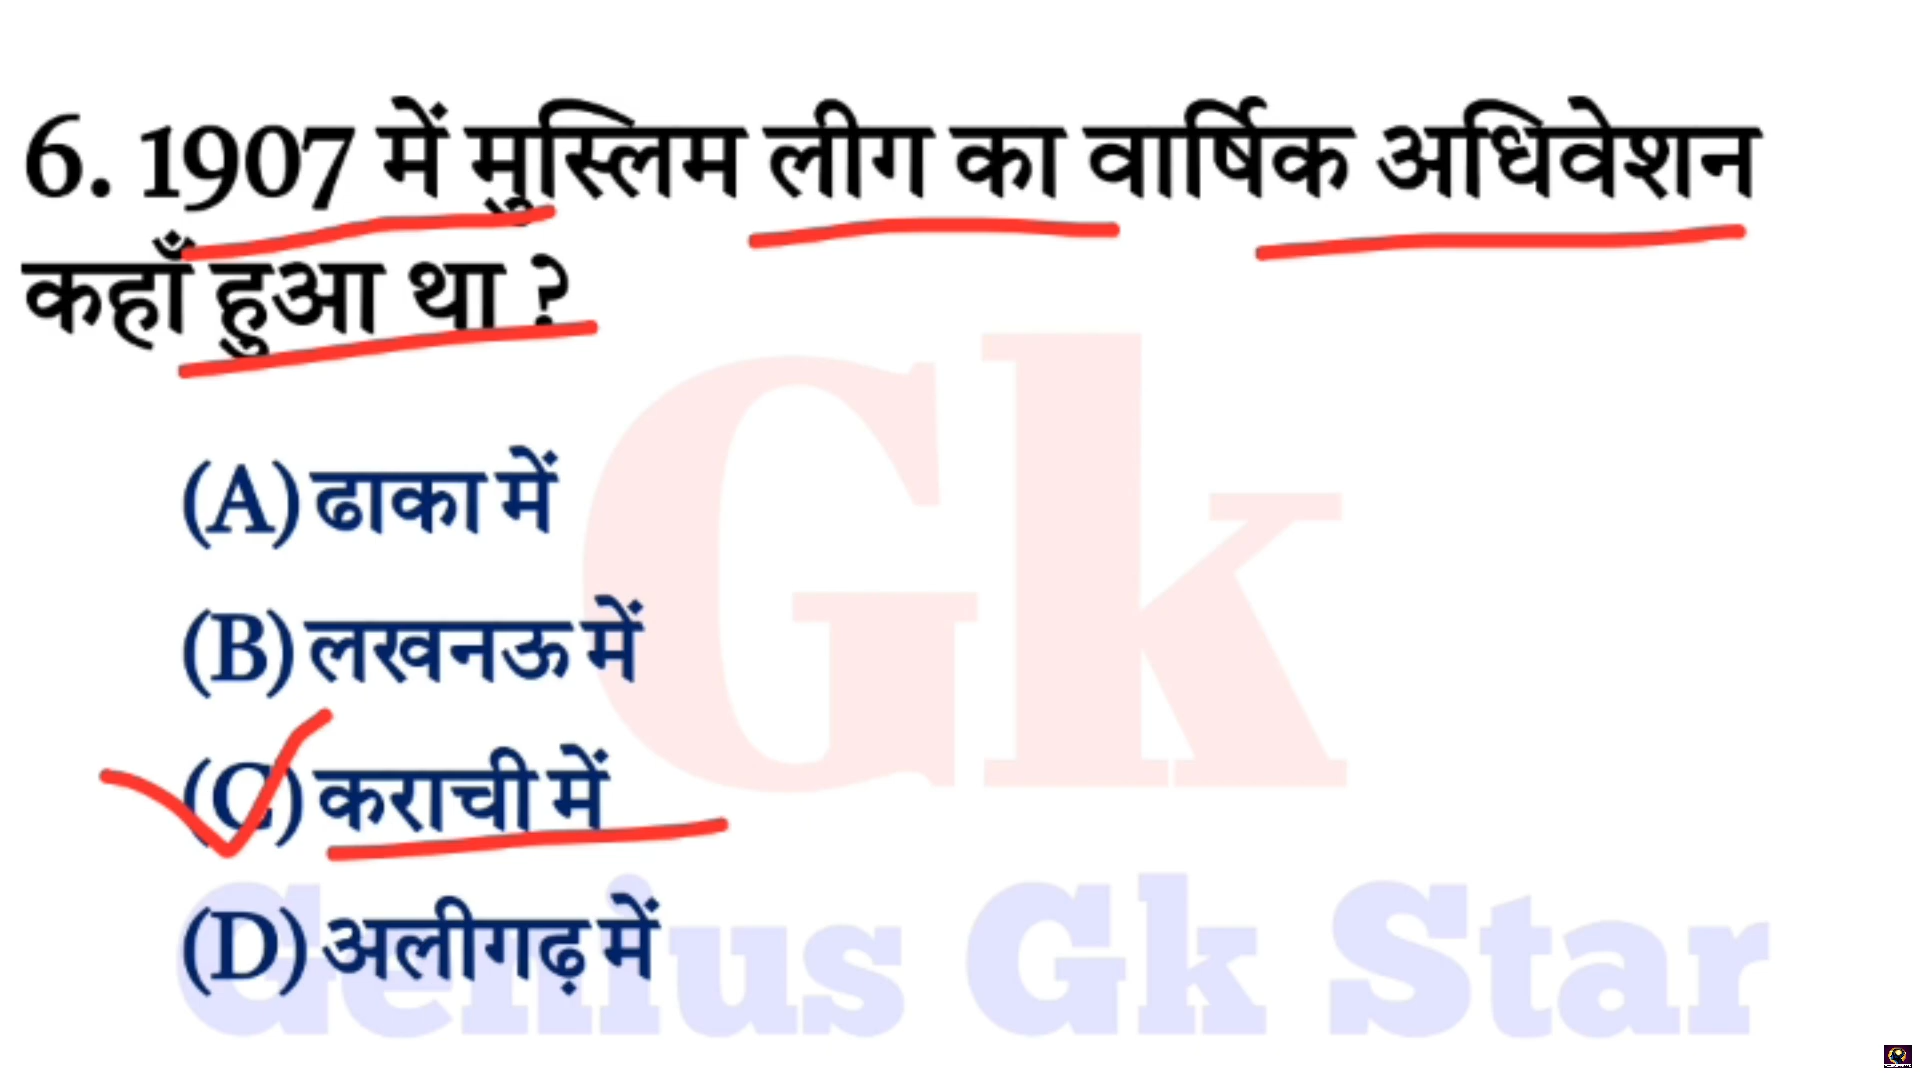 6. 1907 में मुस्लिम लीग का वार्षिक अधिवेशन
कहाँ हुआ था ?
Gk
(A) ढाका में
(B) लखनऊ में
(C) कराची में
(D) अलीगढ़ में
Genius Gk Star